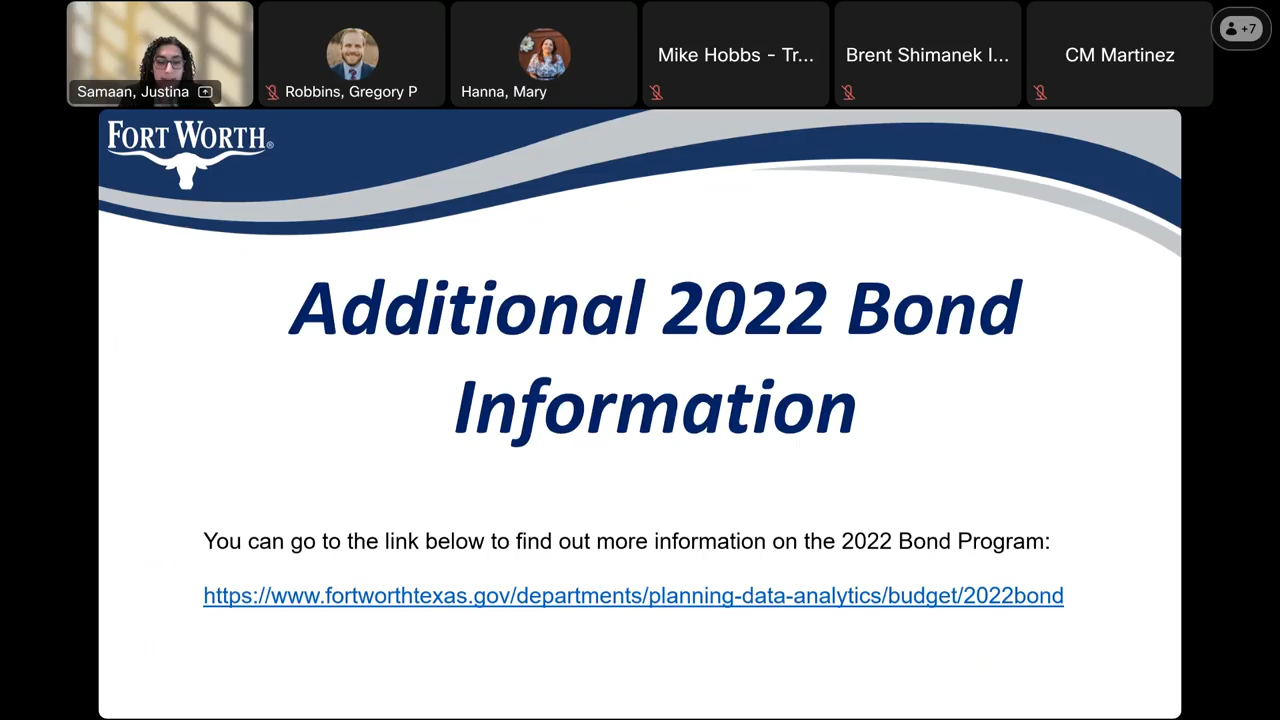 Samaan, Justina
Robbins, Gregory P
Hanna, Mary
Mike Hobbs - Tr...
Brent Shimanek I...
CM Martinez
+7
FORT WORTH®
Additional 2022 Bond
Information
You can go to the link below to find out more information on the 2022 Bond Program:
https://www.fortworthtexas.gov/departments/planning-data-analytics/budget/2022bond